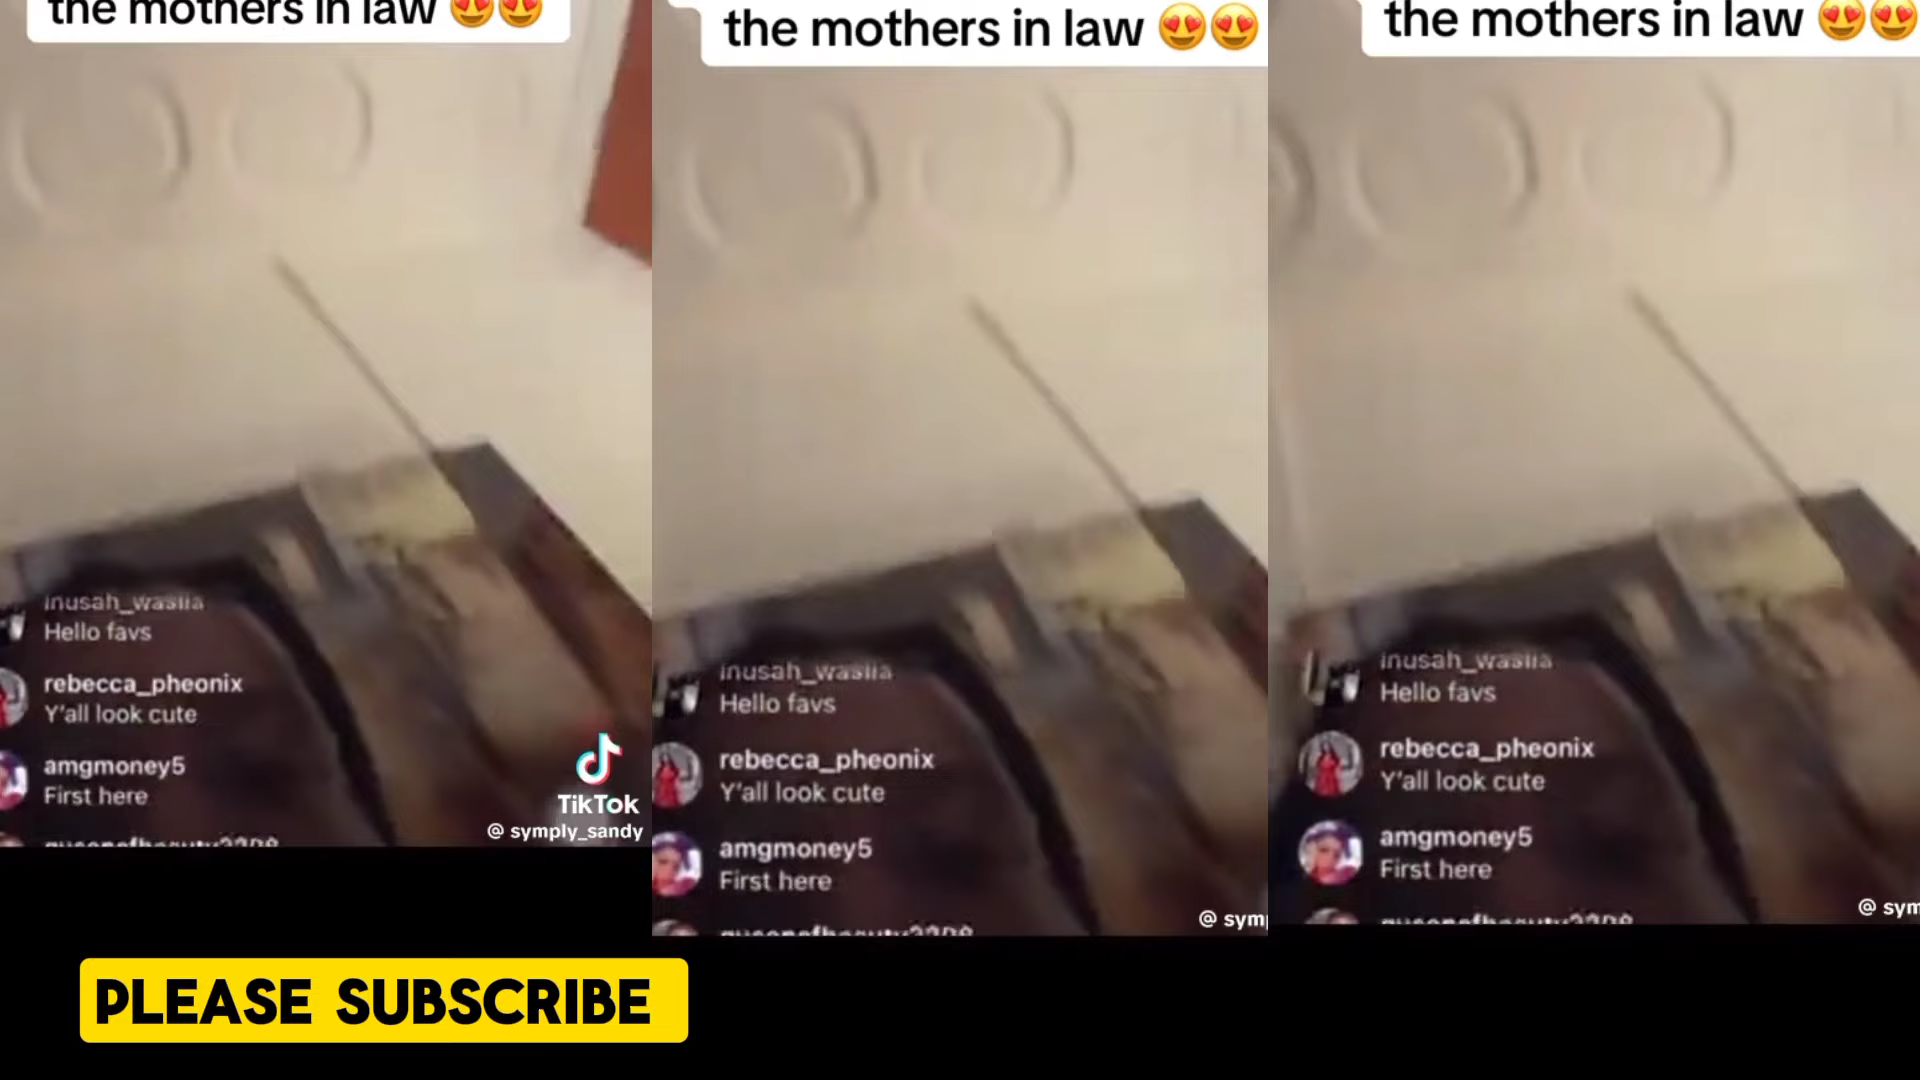 the mothers in law 😍😍
inusah_wasila
Hello favs
rebecca_pheonix
Y'all look cute
amgmoney5
First here
TikTok
@ symply_sandy
the mothers in law 😍😍
inusah_wasila
Hello favs
rebecca_pheonix
Y'all look cute
amgmoney5
First here
@ sym
the mothers in law 😍😍
inusah_wasila
Hello favs
rebecca_pheonix
Y'all look cute
amgmoney5
First here
@ sym
PLEASE SUBSCRIBE